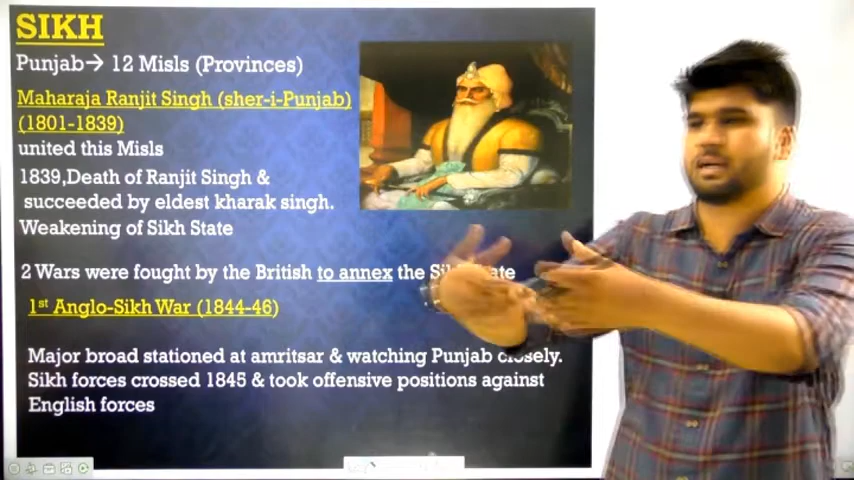 SIKH
Punjab→ 12 Misls (Provinces)
Maharaja Ranjit Singh (sher-i-Punjab)
(1801-1839)
united this Misls
1839,Death of Ranjit Singh &
succeeded by eldest kharak singh.
Weakening of Sikh State
2 Wars were fought by the British to annex the
1st Anglo-Sikh War (1844-46)
Major broad stationed at amritsar & watching Punjab closely.
Sikh forces crossed 1845 & took offensive positions against
English forces